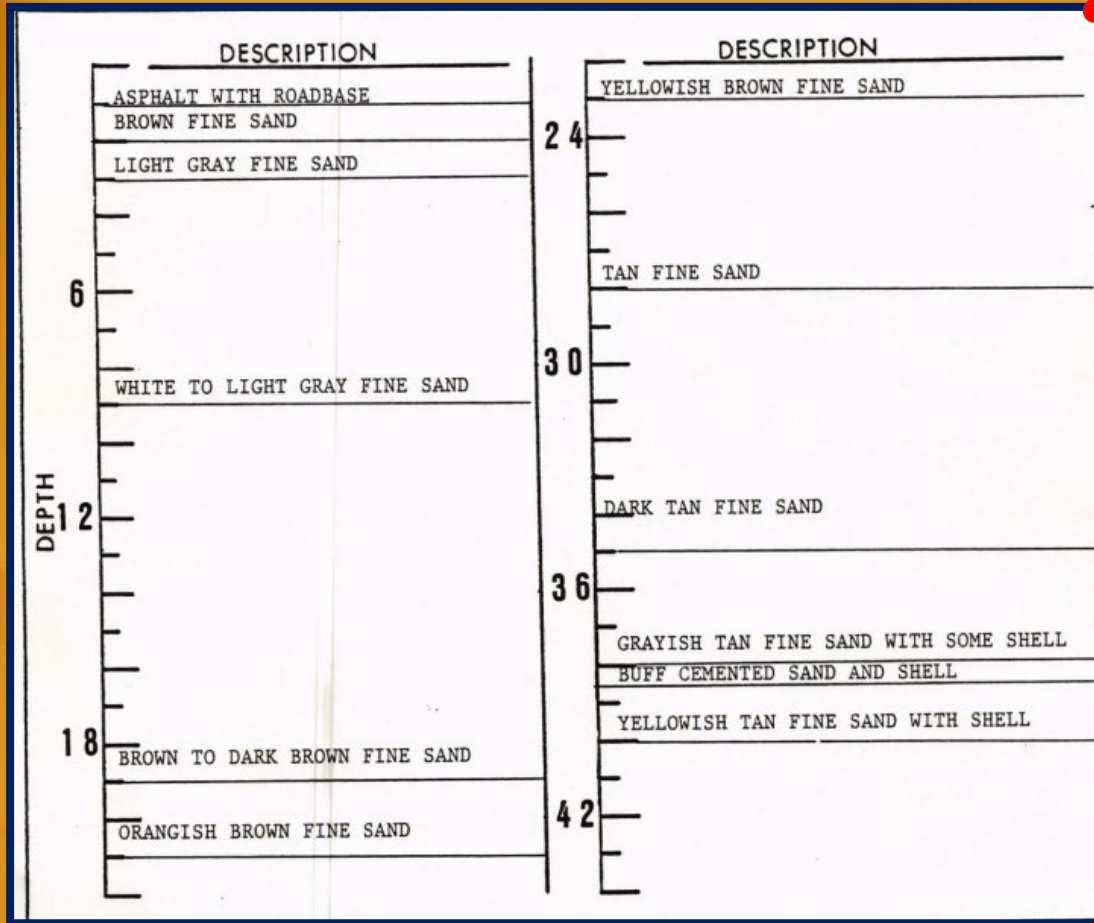 DESCRIPTION
ASPHALT WITH ROADBASE
BROWN FINE SAND
LIGHT GRAY FINE SAND
6
WHITE TO LIGHT GRAY FINE SAND
DEPTH
12
18
BROWN TO DARK BROWN FINE SAND
ORANGISH BROWN FINE SAND
DESCRIPTION
YELLOWISH BROWN FINE SAND
24
TAN FINE SAND
30
DARK TAN FINE SAND
36
GRAYISH TAN FINE SAND WITH SOME SHELL
BUFF CEMENTED SAND AND SHELL
YELLOWISH TAN FINE SAND WITH SHELL
42